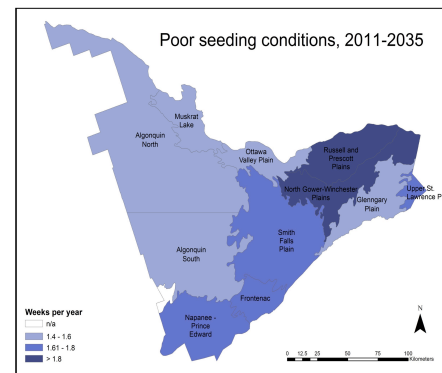 Poor seeding conditions, 2011-2035
Muskrat
Lake
Algonquin
North
Ottawa
Valley Plain
Russell and
Prescott
Plains
North Gower-Winchester
Plains
Upper St.
Lawrence P
Glenngary
Plain
Smith
Falls
Plain
Algonquin
South
Frontenac
Napanee -
Prince
Edward
Weeks per year
n/a
1.4 - 1.6
1.61 - 1.8
> 1.8
N
0 12.5 25 50 75 100
Kilometers